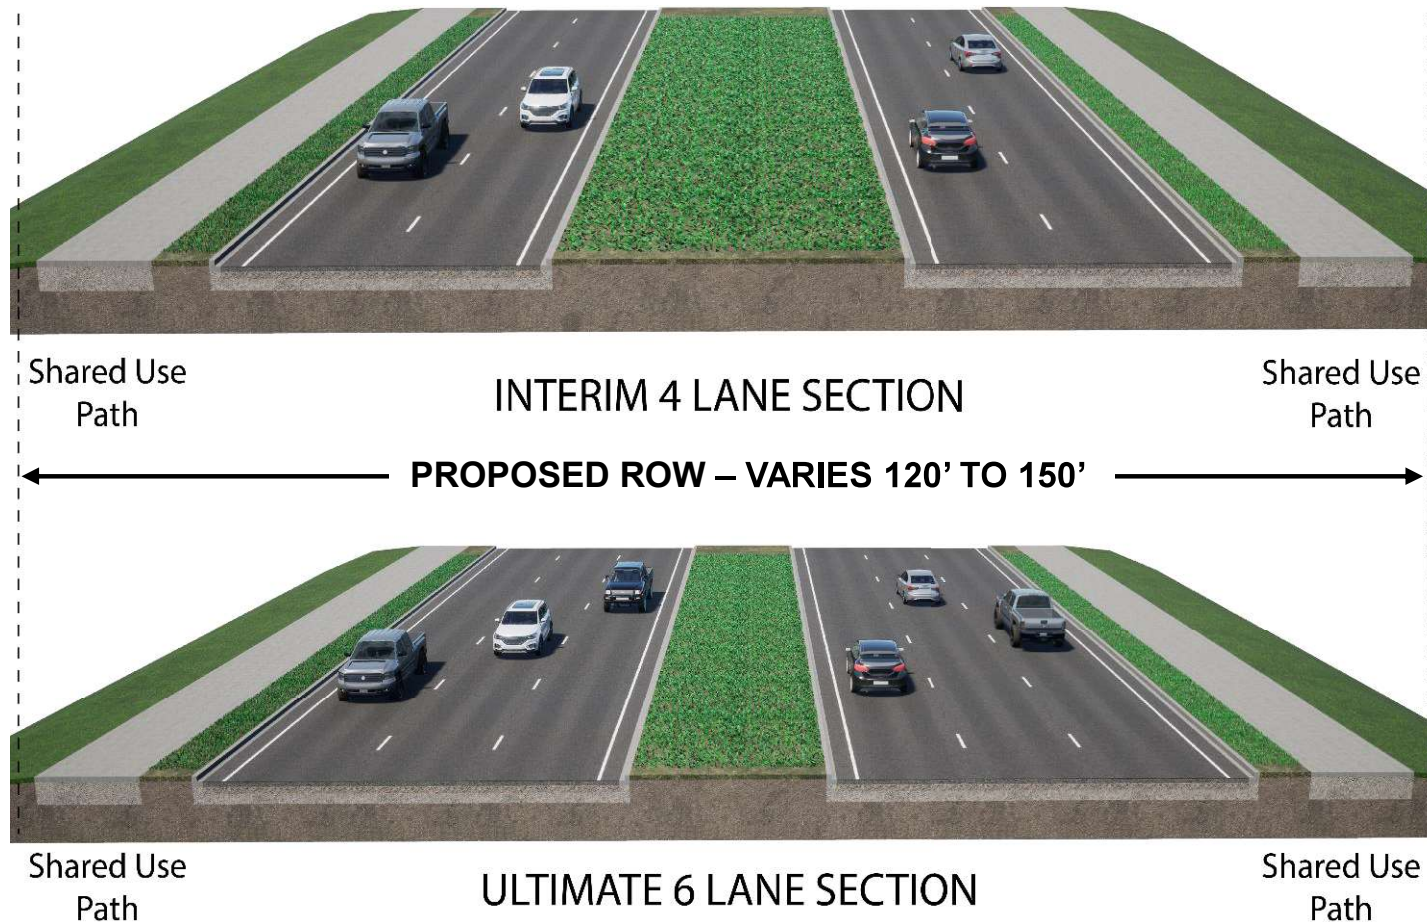 Shared Use
Path
INTERIM 4 LANE SECTION
Shared Use
Path
PROPOSED ROW – VARIES 120’ TO 150’
Shared Use
Path
ULTIMATE 6 LANE SECTION
Shared Use
Path